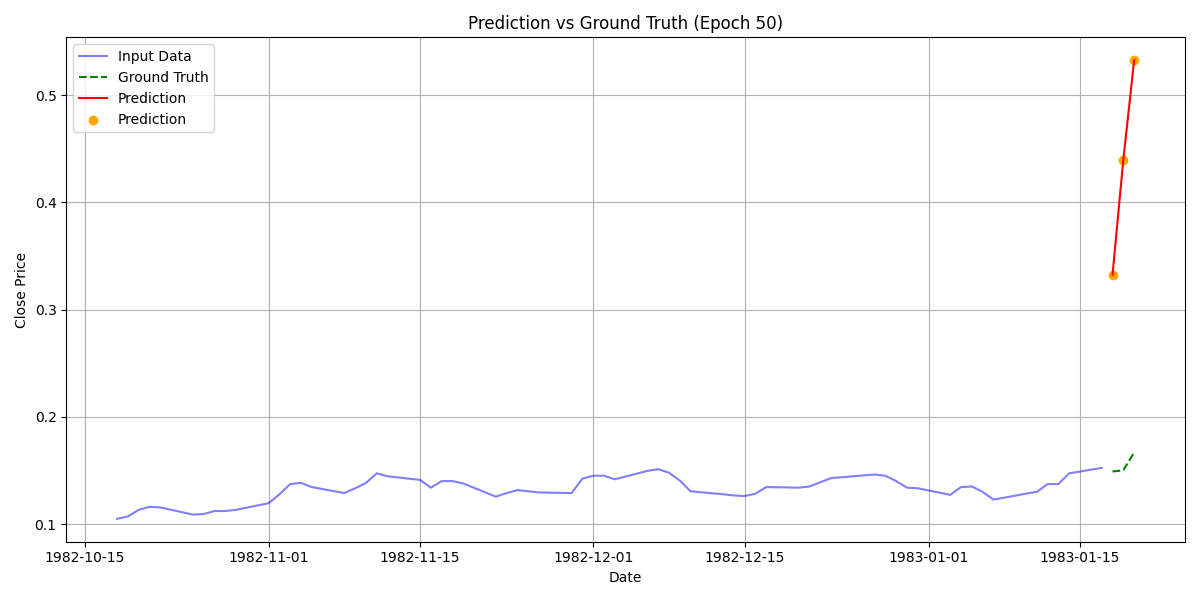 Prediction vs Ground Truth (Epoch 50)
Input Data
Ground Truth
Prediction
Prediction
Close Price
0.5
0.4
0.3
0.2
0.1
1982-10-15 1982-11-01 1982-11-15 1982-12-01 1982-12-15 1983-01-01 1983-01-15
Date